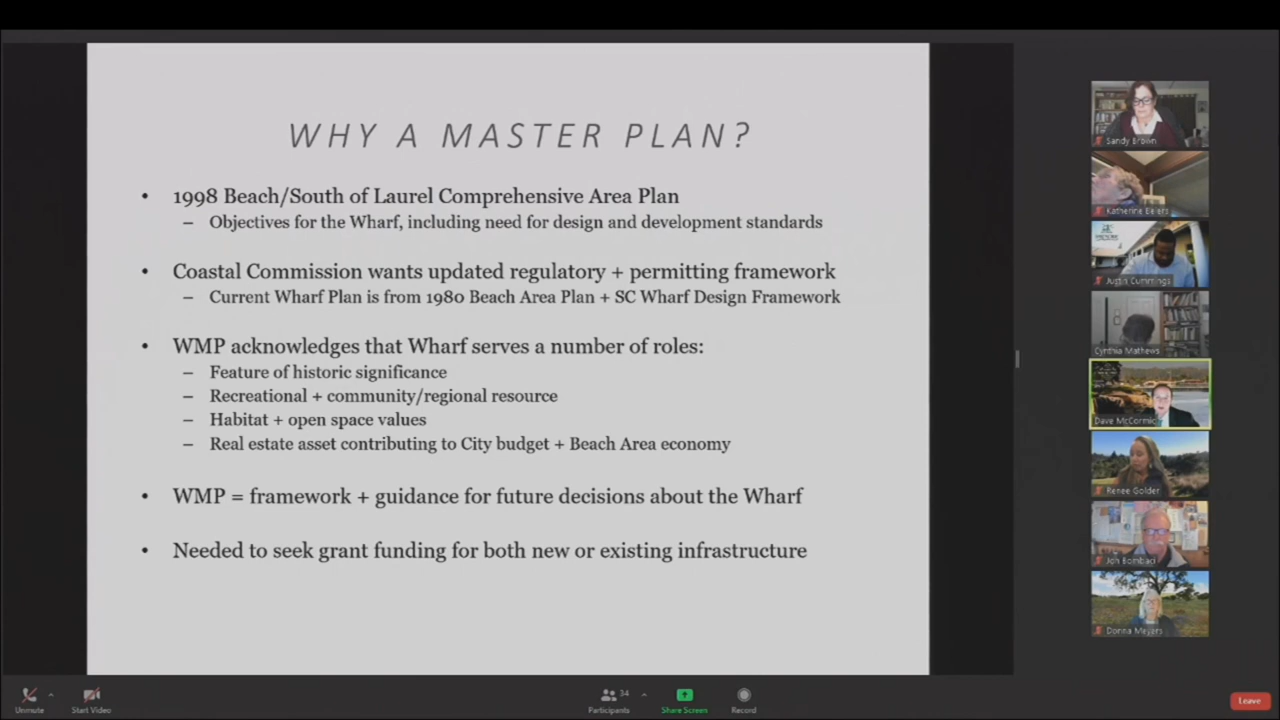 WHY A MASTER PLAN?
• 1998 Beach/South of Laurel Comprehensive Area Plan
– Objectives for the Wharf, including need for design and development standards
• Coastal Commission wants updated regulatory + permitting framework
– Current Wharf Plan is from 1980 Beach Area Plan + SC Wharf Design Framework
• WMP acknowledges that Wharf serves a number of roles:
– Feature of historic significance
– Recreational + community/regional resource
– Habitat + open space values
– Real estate asset contributing to City budget + Beach Area economy
• WMP = framework + guidance for future decisions about the Wharf
• Needed to seek grant funding for both new or existing infrastructure
Sandy Brown
Katherine Beiers
Justin Cummings
Cynthia Mathews
Dave McCormic
Renee Golder
Jon Bombaci
Donna Meyers
Unmute
Start Video
34
Participants
Share Screen
Record
Leave